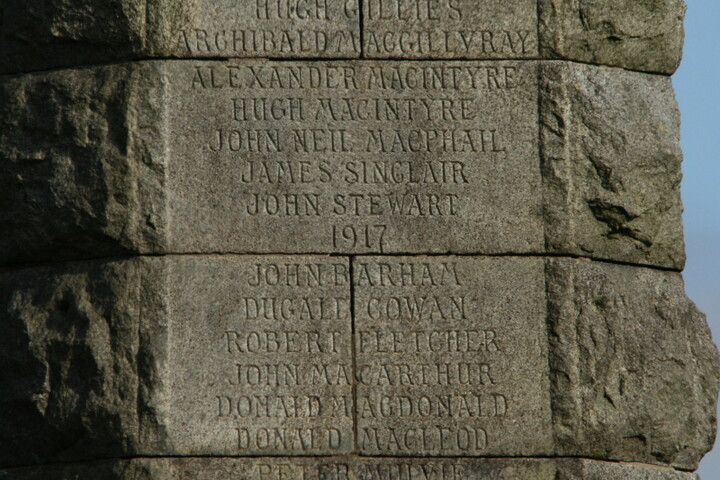 HUGH GILLIES
ARCHIBALD MACGILLVRAY
ALEXANDER MACINTYRE
HUGH MACINTYRE
JOHN NEIL MACPHAIL
JAMES SINCLAIR
JOHN STEWART
1917
JOHN BARHAM
DUGALD COWAN
ROBERT FLETCHER
JOHN MACARTHUR
DONALD MACDONALD
DONALD MACLEOD
PETER